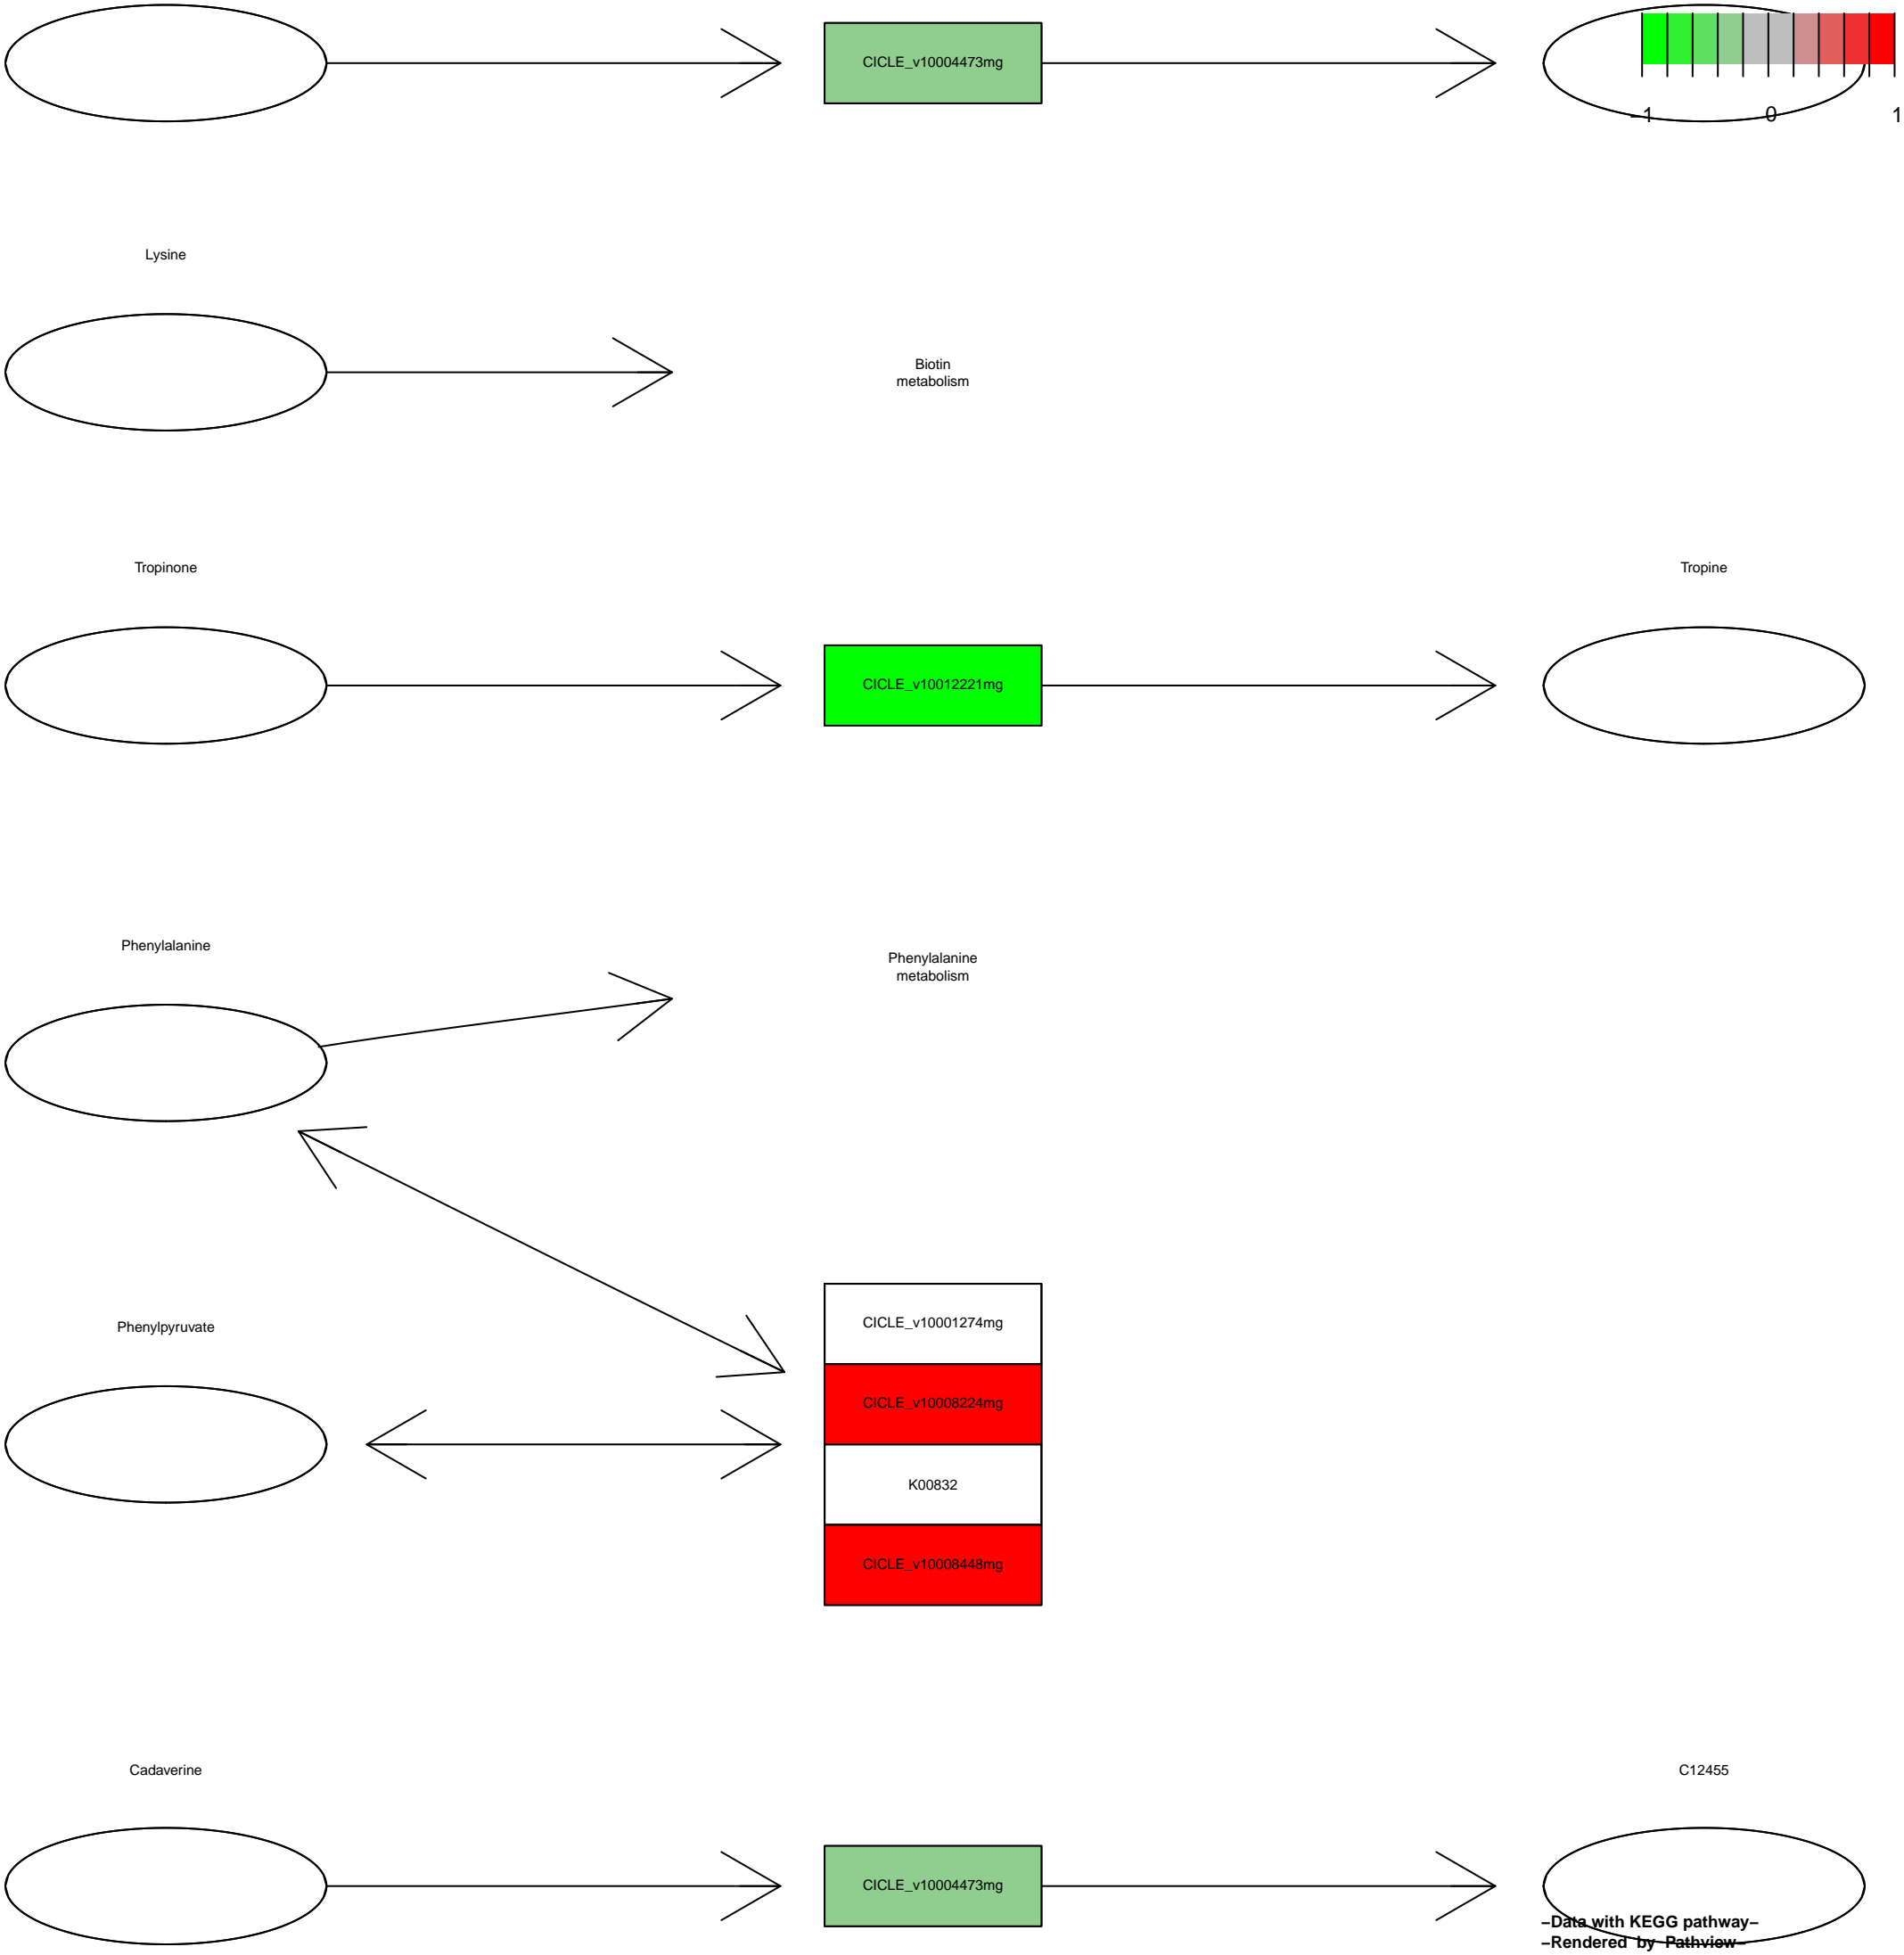 CICLE_v10004473mg
–1 0 1
Lysine
Biotin
metabolism
Tropinone
Tropine
CICLE_v10012221mg
Phenylalanine
Phenylalanine
metabolism
CICLE_v10001274mg
Phenylpyruvate
CICLE_v10008224mg
K00832
CICLE_v10008448mg
Cadaverine
C12455
CICLE_v10004473mg
–Data with KEGG pathway–
–Rendered by Pathview–